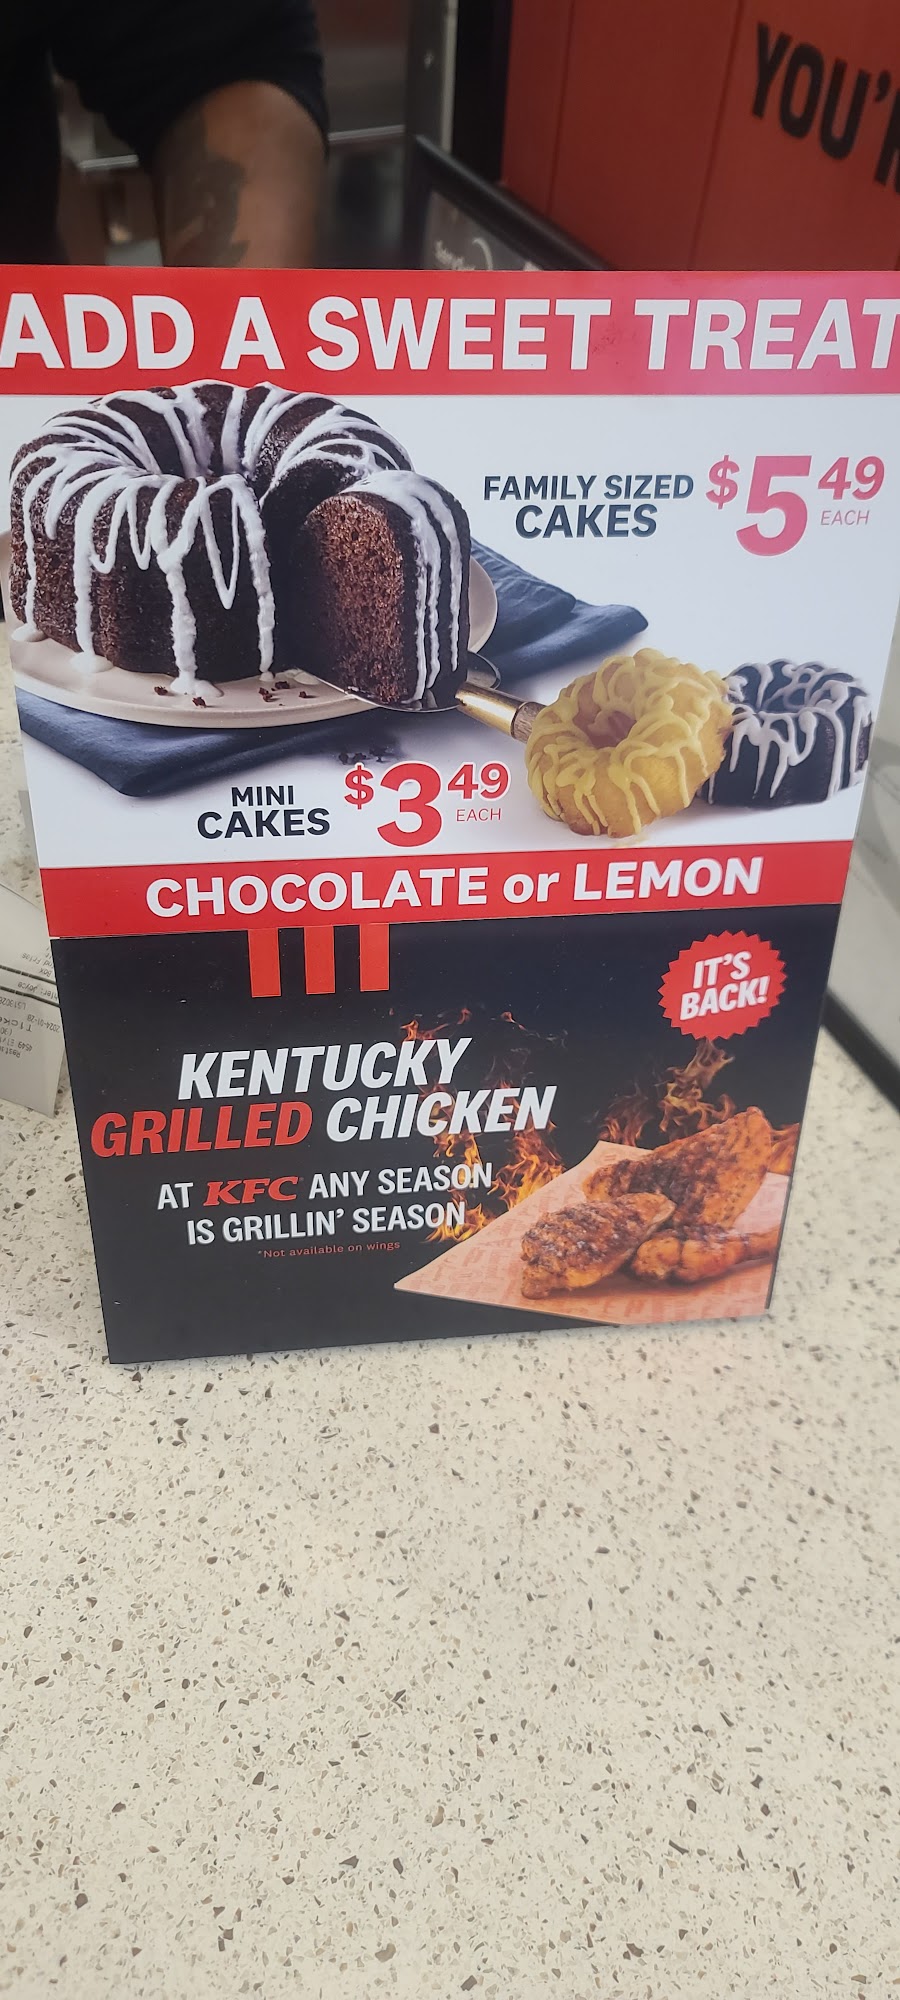 YOU'R
ADD A SWEET TREAT
FAMILY SIZED
CAKES
$5 49
EACH
MINI
CAKES
$3 49
EACH
CHOCOLATE or LEMON
IT'S
BACK!
KENTUCKY
GRILLED CHICKEN
AT KFC ANY SEASON
IS GRILLIN' SEASON
*Not available on wings